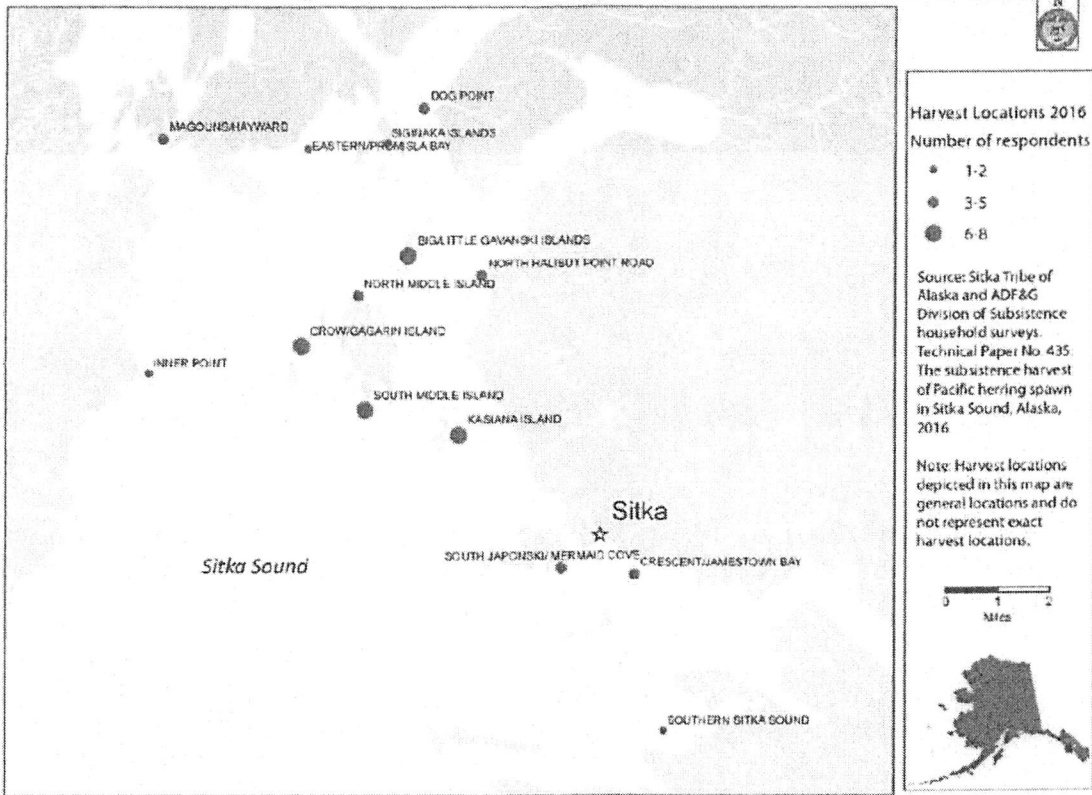 N
DOG POINT
MAGOUNS/HAYWARD
SIGINAKA ISLANDS
EASTERN/PROMISLA BAY
BIG/LITTLE GAVANSKI ISLANDS
NORTH HALIBUT POINT ROAD
NORTH MIDDLE ISLAND
CROW/GAGARIN ISLAND
INNER POINT
SOUTH MIDDLE ISLAND
KASIANA ISLAND
Sitka
SOUTH JAPONSKI/ MERMAID COVE
CRESCENT/JAMESTOWN BAY
Sitka Sound
SOUTHERN SITKA SOUND
Harvest Locations 2016
Number of respondents
1-2
3-5
6-8
Source: Sitka Tribe of
Alaska and ADF&G
Division of Subsistence
household surveys.
Technical Paper No. 435:
The subsistence harvest
of Pacific herring spawn
in Sitka Sound, Alaska,
2016
Note: Harvest locations
depicted in this map are
general locations and do
not represent exact
harvest locations.
0 1 2
Miles